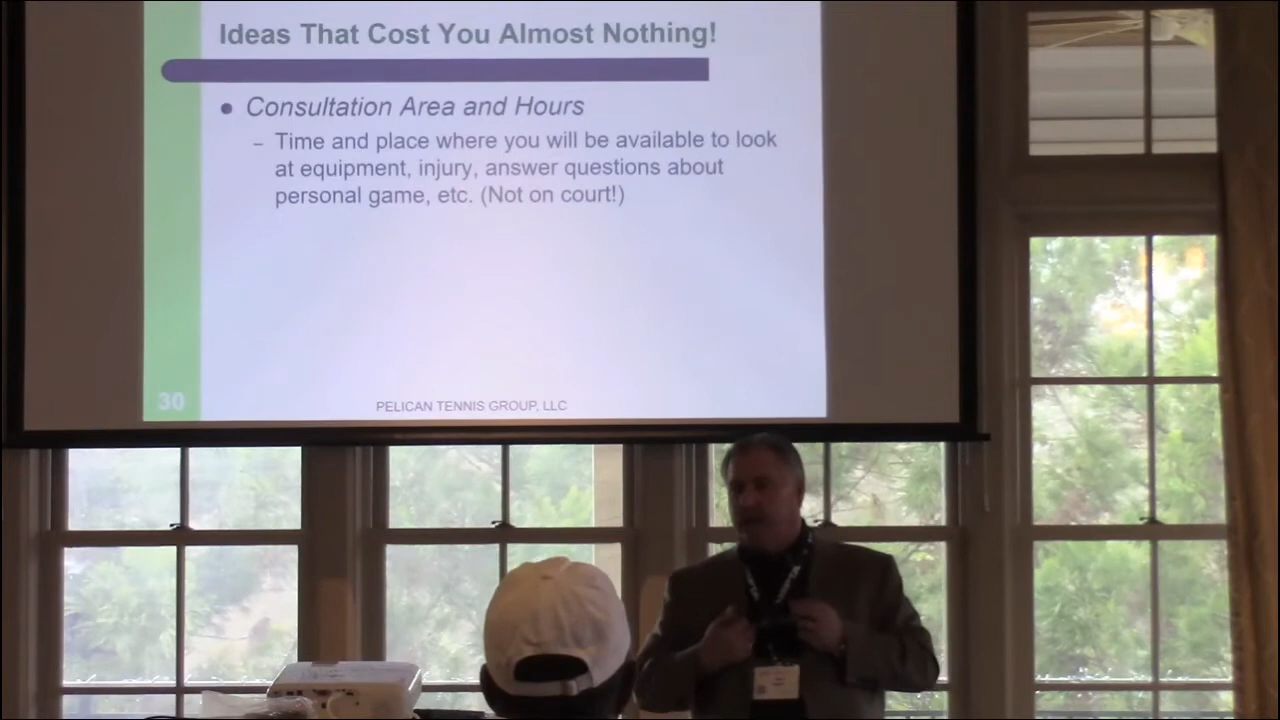 Ideas That Cost You Almost Nothing!
● Consultation Area and Hours
– Time and place where you will be available to look
at equipment, injury, answer questions about
personal game, etc. (Not on court!)
30
PELICAN TENNIS GROUP, LLC